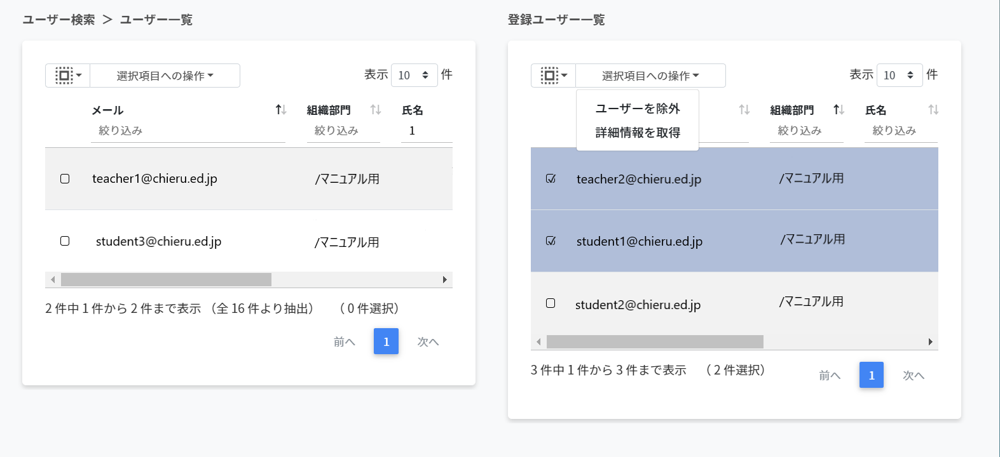 ユーザー検索 ＞ ユーザー一覧
選択項目への操作
表示 10 件
メール 組織部門 氏名
絞り込み 絞り込み 1
teacher1@chieru.ed.jp /マニュアル用
student3@chieru.ed.jp /マニュアル用
2 件中 1 件から 2 件まで表示 （全 16 件より抽出） （ 0 件選択）
前へ 1 次へ
登録ユーザー一覧
選択項目への操作
表示 10 件
ユーザーを除外
詳細情報を取得
組織部門 氏名
絞り込み 絞り込み
teacher2@chieru.ed.jp /マニュアル用
student1@chieru.ed.jp /マニュアル用
student2@chieru.ed.jp /マニュアル用
3 件中 1 件から 3 件まで表示 （ 2 件選択）
前へ 1 次へ